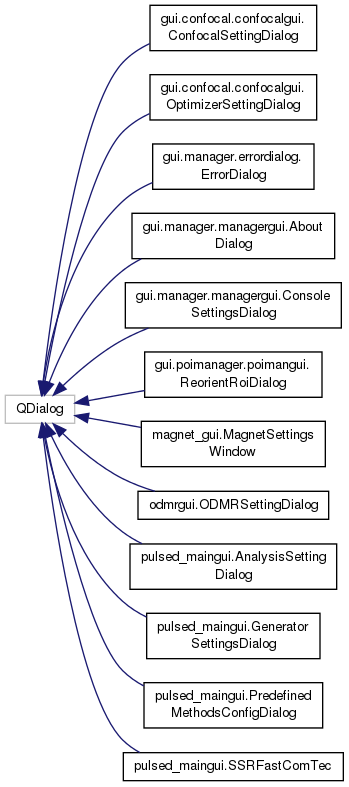 gui.confocal.confocalgui.
ConfocalSettingDialog
gui.confocal.confocalgui.
OptimizerSettingDialog
gui.manager.errordialog.
ErrorDialog
gui.manager.managergui.About
Dialog
gui.manager.managergui.Console
SettingsDialog
gui.poimanager.poimangui.
ReorientRoiDialog
QDialog
magnet_gui.MagnetSettings
Window
odmrgui.ODMRSettingDialog
pulsed_maingui.AnalysisSetting
Dialog
pulsed_maingui.Generator
SettingsDialog
pulsed_maingui.Predefined
MethodsConfigDialog
pulsed_maingui.SSRFastComTec